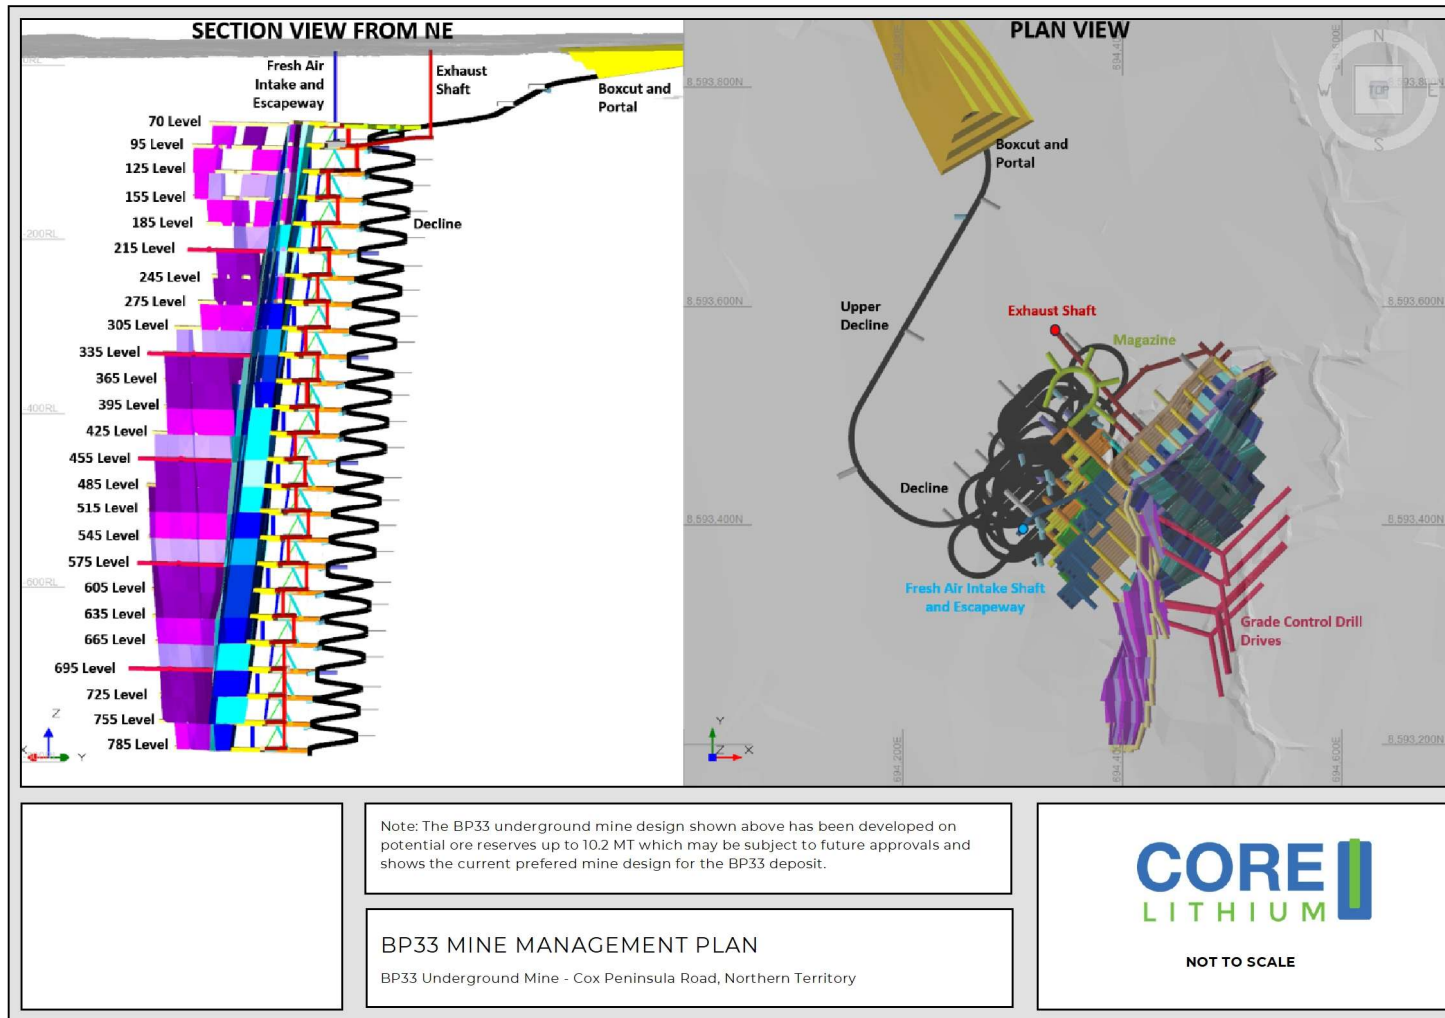 SECTION VIEW FROM NE
Fresh Air
Intake and
Escapeway
Exhaust
Shaft
Boxcut and
Portal
70 Level
95 Level
125 Level
155 Level
185 Level
-200RL
215 Level
245 Level
275 Level
305 Level
335 Level
365 Level
395 Level
-400RL
425 Level
455 Level
485 Level
515 Level
545 Level
575 Level
605 Level
635 Level
665 Level
695 Level
725 Level
755 Level
785 Level
Decline
Z
Y
PLAN VIEW
8,593,800N
N
W
TOP
E
S
Boxcut and
Portal
8,593,600N
8,593,600N
Upper
Decline
Exhaust Shaft
Magazine
Decline
8,593,400N
8,593,400N
Fresh Air Intake Shaft
and Escapeway
Grade Control Drill
Drives
Y
Z
X
8,593,200N
694,200E
Note: The BP33 underground mine design shown above has been developed on
potential ore reserves up to 10.2 MT which may be subject to future approvals and
shows the current prefered mine design for the BP33 deposit.
BP33 MINE MANAGEMENT PLAN
BP33 Underground Mine - Cox Peninsula Road, Northern Territory
CORE
LITHIUM
NOT TO SCALE